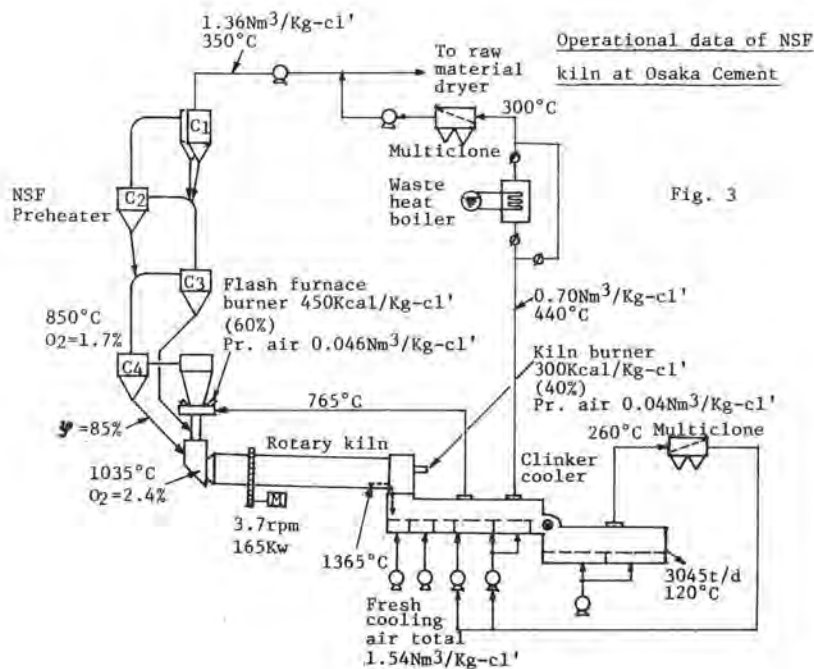 1.36Nm³/Kg-cl'
350°C
To raw
material
dryer
Operational data of NSF
kiln at Osaka Cement
300°C
C1
Multiclone
C2
NSF
Preheater
Waste
heat
boiler
Fig. 3
C3
Flash furnace
burner 450Kcal/Kg-cl'
(60%)
Pr. air 0.046Nm³/Kg-cl'
850°C
O₂=1.7%
0.70Nm³/Kg-cl'
440°C
C4
Kiln burner
300Kcal/Kg-cl'
(40%)
Pr. air 0.04Nm³/Kg-cl'
765°C
=85%
260°C
Multiclone
Rotary kiln
Clinker
cooler
1035°C
O₂=2.4%
M
3.7rpm
165Kw
1365°C
3045t/d
120°C
Fresh
cooling
air total
1.54Nm³/Kg-cl'